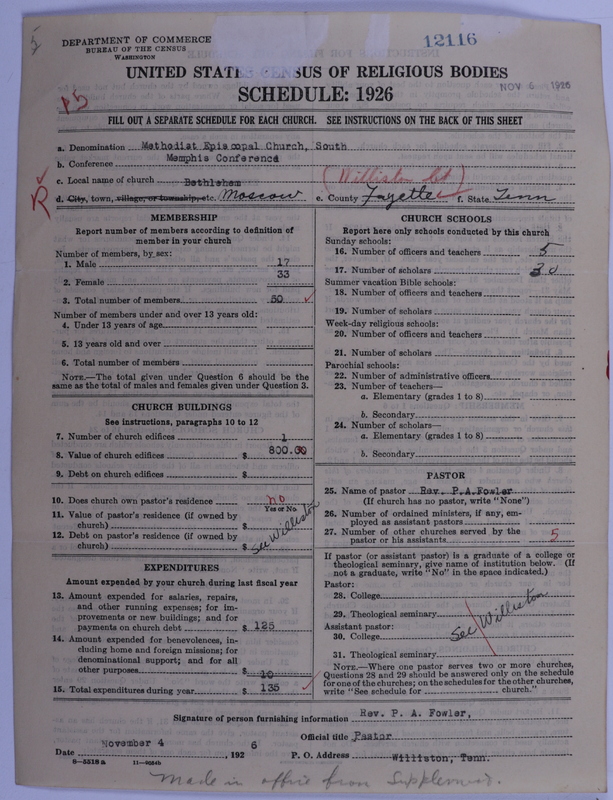 5
DEPARTMENT OF COMMERCE
BUREAU OF THE CENSUS
WASHINGTON
12116
UNITED STATES CENSUS OF RELIGIOUS BODIES
NOV 6 1926
SCHEDULE: 1926
FILL OUT A SEPARATE SCHEDULE FOR EACH CHURCH. SEE INSTRUCTIONS ON THE BACK OF THIS SHEET
a. Denomination Methodist Episcopal Church, South
b. Conference Memphis Conference
c. Local name of church Bethlehem (Williston Ct)
d. City, town, village, or township, etc. Moscow e. County Fayette f. State Tenn
R
MEMBERSHIP
Report number of members according to definition of member in your church
Number of members, by sex:
1. Male 17
2. Female 33
3. Total number of members 50
Number of members under and over 13 years old:
4. Under 13 years of age
5. 13 years old and over
6. Total number of members
NOTE.—The total given under Question 6 should be the
same as the total of males and females given under Question 3.
CHURCH BUILDINGS
See instructions, paragraphs 10 to 12
7. Number of church edifices 1
8. Value of church edifices $ 800.00
9. Debt on church edifices $
10. Does church own pastor's residence no
Yes or No
11. Value of pastor's residence (if owned by
church) $
12. Debt on pastor's residence (if owned by
church) $
See Williston
EXPENDITURES
Amount expended by your church during last fiscal year
13. Amount expended for salaries, repairs,
and other running expenses; for im-
provements or new buildings; and for
payments on church debt $ 125
14. Amount expended for benevolences, in-
cluding home and foreign missions; for
denominational support; and for all
other purposes $ 10
15. Total expenditures during year $ 135
CHURCH SCHOOLS
Report here only schools conducted by this church
Sunday schools:
16. Number of officers and teachers 5
17. Number of scholars 30
Summer vacation Bible schools:
18. Number of officers and teachers
19. Number of scholars
Week-day religious schools:
20. Number of officers and teachers
21. Number of scholars
Parochial schools:
22. Number of administrative officers
23. Number of teachers—
a. Elementary (grades 1 to 8)
b. Secondary
24. Number of scholars—
a. Elementary (grades 1 to 8)
b. Secondary
PASTOR
25. Name of pastor Rev. P.A.Fowler
(If church has no pastor, write "None")
26. Number of ordained ministers, if any, em-
ployed as assistant pastors
27. Number of other churches served by the
pastor or his assistants 5
If pastor (or assistant pastor) is a graduate of a college or
theological seminary, give name of institution below. (If
not a graduate, write "No" in the space indicated.)
Pastor:
28. College
29. Theological seminary
Assistant pastor:
30. College
See Williston
31. Theological seminary
NOTE.—Where one pastor serves two or more churches,
Questions 28 and 29 should be answered only on the schedule
for one of the churches; on the schedules for the other churches,
write "See schedule for church."
Signature of person furnishing information Rev. P. A. Fowler,
Official title Pastor
Date November 4, 1926
P. O. Address Williston, Tenn.
8—5518a 11—9084b
Made in office from